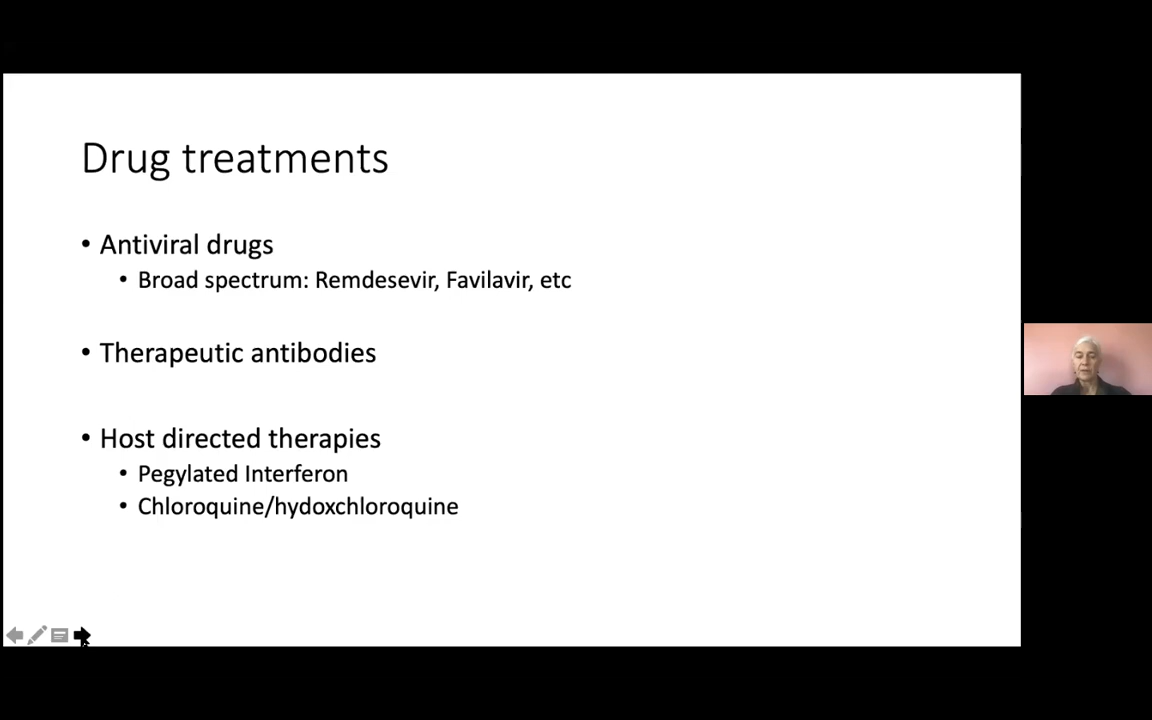 Drug treatments
• Antiviral drugs
• Broad spectrum: Remdesevir, Favilavir, etc
• Therapeutic antibodies
• Host directed therapies
• Pegylated Interferon
• Chloroquine/hydoxchloroquine